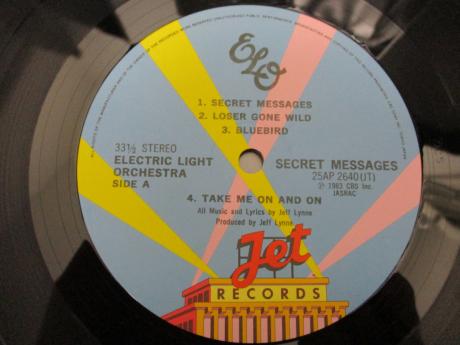 ELO
1. SECRET MESSAGES
2. LOSER GONE WILD
3. BLUEBIRD
33⅓ STEREO
ELECTRIC LIGHT
ORCHESTRA
SIDE A
SECRET MESSAGES
25AP 2640(JT)
℗ 1983 CBS Inc.
JASRAC
4. TAKE ME ON AND ON
All Music and Lyrics by Jeff Lynne
Produced by Jeff Lynne
Jet
RECORDS